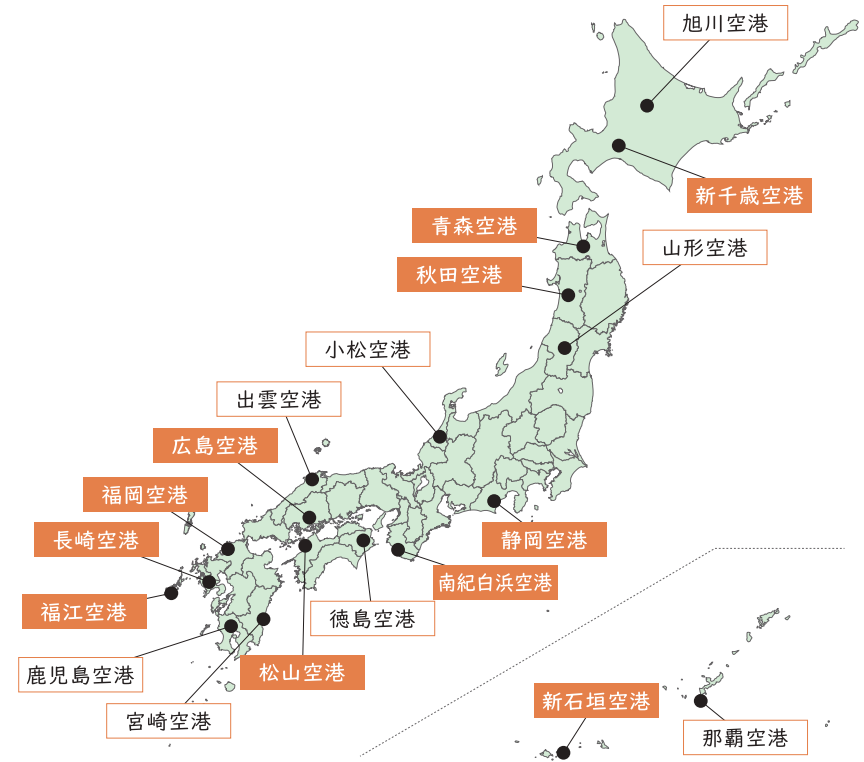 旭川空港
新千歳空港
青森空港
山形空港
秋田空港
小松空港
出雲空港
広島空港
福岡空港
長崎空港
静岡空港
南紀白浜空港
福江空港
徳島空港
鹿児島空港
松山空港
新石垣空港
宮崎空港
那覇空港